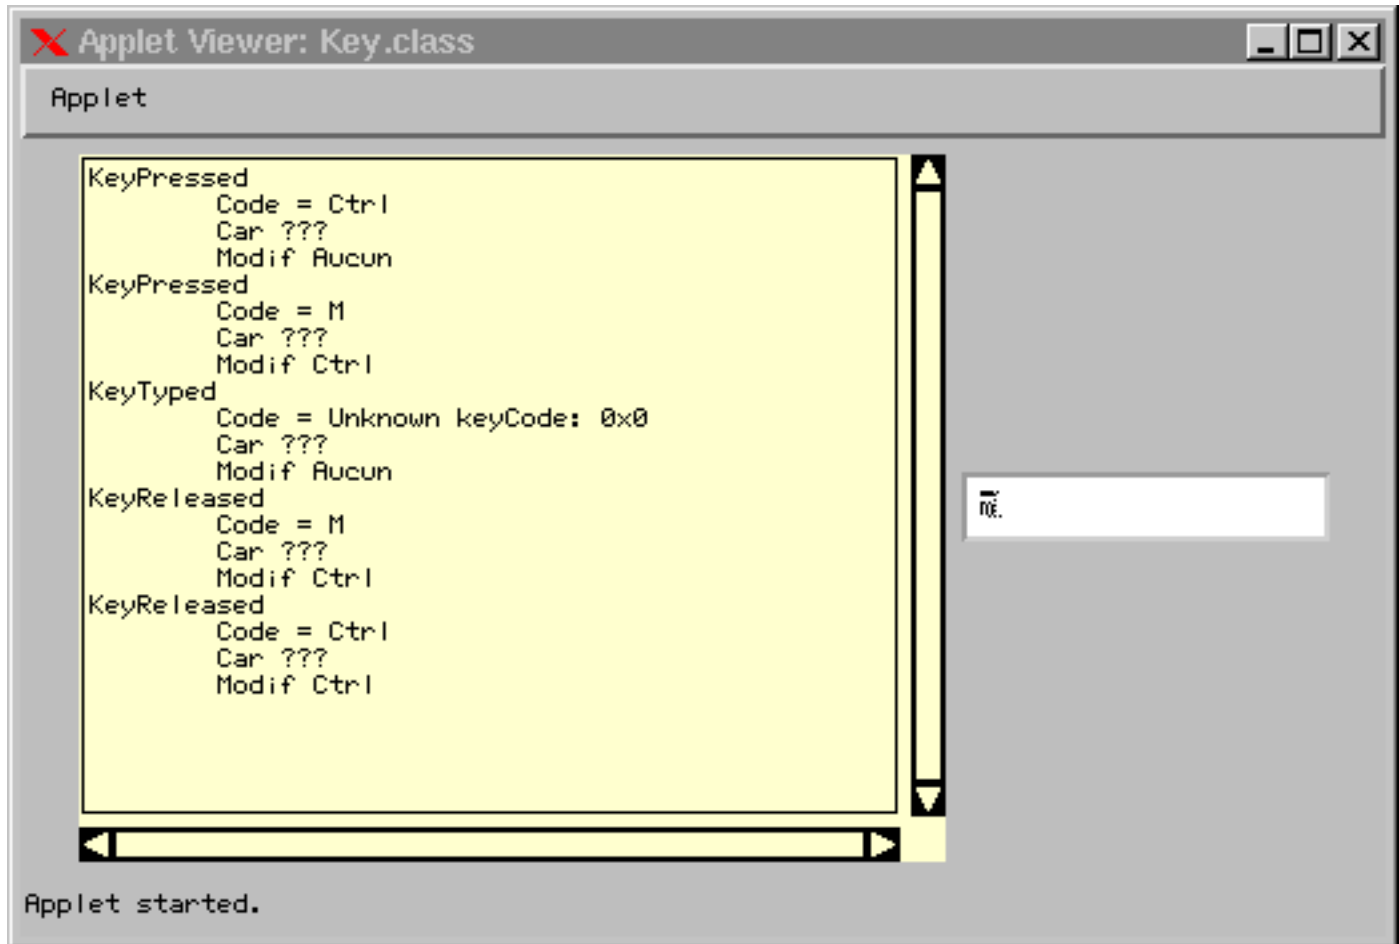 Applet Viewer: Key.class
Applet
KeyPressed
Code = Ctrl
Car ???
Modif Aucun
KeyPressed
Code = M
Car ???
Modif Ctrl
KeyTyped
Code = Unknown keyCode: 0x0
Car ???
Modif Aucun
KeyReleased
Code = M
Car ???
Modif Ctrl
KeyReleased
Code = Ctrl
Car ???
Modif Ctrl
Applet started.